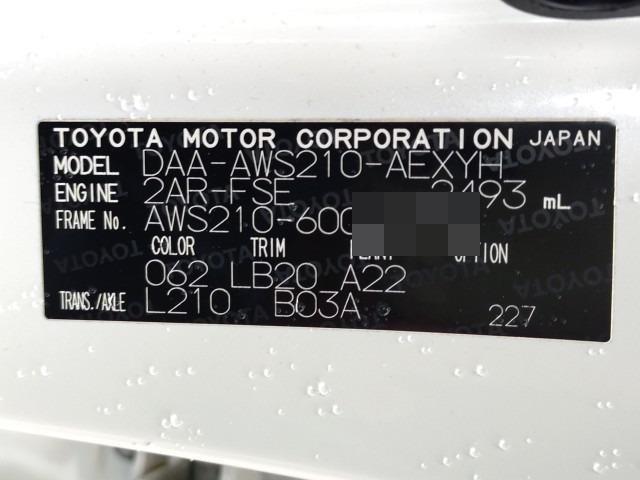 TOYOTA MOTOR CORPORATION JAPAN
MODEL DAA-AWS210-AEXYH
ENGINE 2AR-FSE 2493 mL
FRAME No. AWS210-600
COLOR TRIM PLANT OPTION
062 LB20 A22
TRANS./AXLE L210 B03A 227